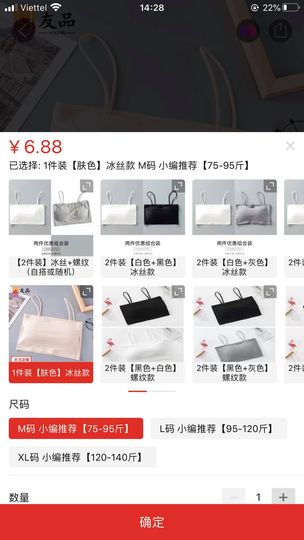 Viettel
14:28
22%
友品
¥6.88
已选择: 1件装【肤色】冰丝款 M码 小编推荐【75-95斤】
两件优惠组合装
两件优惠组合装
两件优惠组合装
【2件装】冰丝+螺纹
(自搭或随机)
2件装【白色+黑色】
冰丝款
2件装【白色+灰色】
冰丝款
友品
关注店铺
1件装【肤色】冰丝款
2件装【黑色+白色】
螺纹款
2件装【黑色+灰色】
螺纹款
尺码
M码 小编推荐【75-95斤】
L码 小编推荐【95-120斤】
XL码 小编推荐【120-140斤】
数量
1
确定